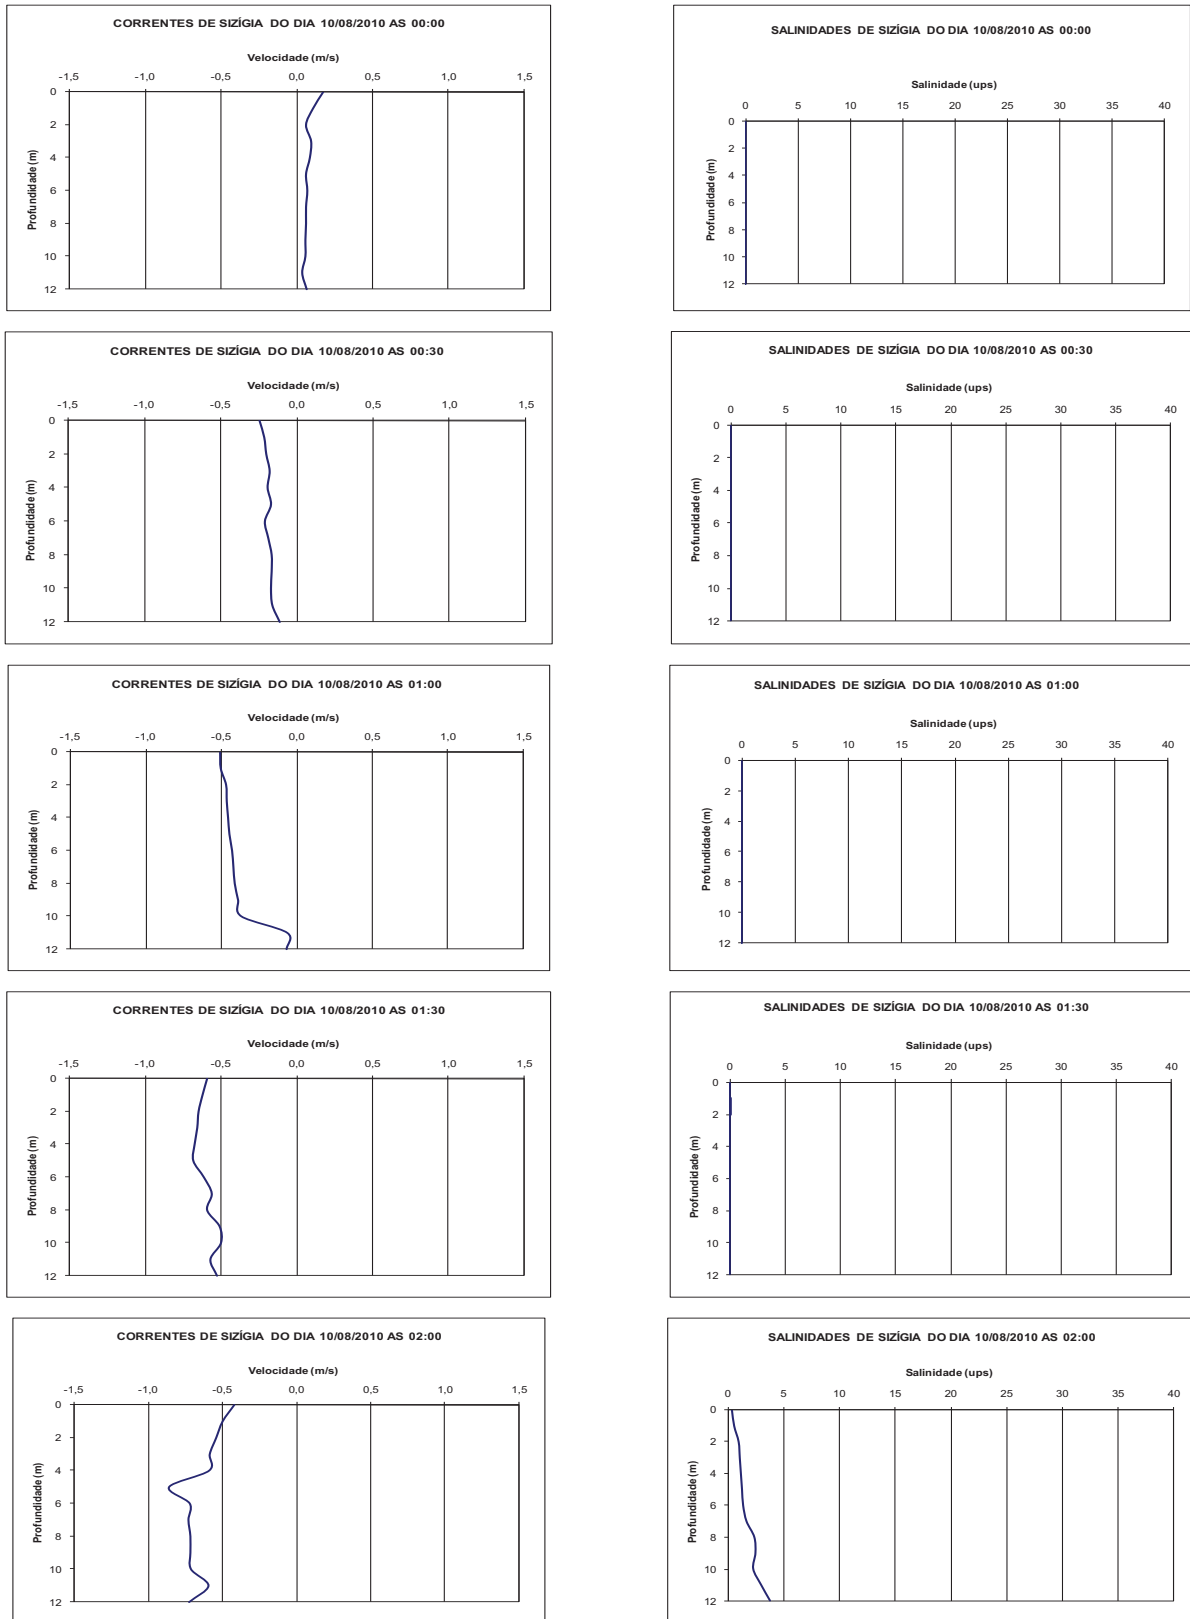 CORRENTES DE SIZÍGIA DO DIA 10/08/2010 AS 00:00
Velocidade (m/s)
-1,5 -1,0 -0,5 0,0 0,5 1,0 1,5
Profundidade (m)
0
2
4
6
8
10
12
SALINIDADES DE SIZÍGIA DO DIA 10/08/2010 AS 00:00
Salinidade (ups)
0 5 10 15 20 25 30 35 40
Profundidade (m)
0
2
4
6
8
10
12
CORRENTES DE SIZÍGIA DO DIA 10/08/2010 AS 00:30
Velocidade (m/s)
-1,5 -1,0 -0,5 0,0 0,5 1,0 1,5
Profundidade (m)
0
2
4
6
8
10
12
SALINIDADES DE SIZÍGIA DO DIA 10/08/2010 AS 00:30
Salinidade (ups)
0 5 10 15 20 25 30 35 40
Profundidade (m)
0
2
4
6
8
10
12
CORRENTES DE SIZÍGIA DO DIA 10/08/2010 AS 01:00
Velocidade (m/s)
-1,5 -1,0 -0,5 0,0 0,5 1,0 1,5
Profundidade (m)
0
2
4
6
8
10
12
SALINIDADES DE SIZÍGIA DO DIA 10/08/2010 AS 01:00
Salinidade (ups)
0 5 10 15 20 25 30 35 40
Profundidade (m)
0
2
4
6
8
10
12
CORRENTES DE SIZÍGIA DO DIA 10/08/2010 AS 01:30
Velocidade (m/s)
-1,5 -1,0 -0,5 0,0 0,5 1,0 1,5
Profundidade (m)
0
2
4
6
8
10
12
SALINIDADES DE SIZÍGIA DO DIA 10/08/2010 AS 01:30
Salinidade (ups)
0 5 10 15 20 25 30 35 40
Profundidade (m)
0
2
4
6
8
10
12
CORRENTES DE SIZÍGIA DO DIA 10/08/2010 AS 02:00
Velocidade (m/s)
-1,5 -1,0 -0,5 0,0 0,5 1,0 1,5
Profundidade (m)
0
2
4
6
8
10
12
SALINIDADES DE SIZÍGIA DO DIA 10/08/2010 AS 02:00
Salinidade (ups)
0 5 10 15 20 25 30 35 40
Profundidade (m)
0
2
4
6
8
10
12